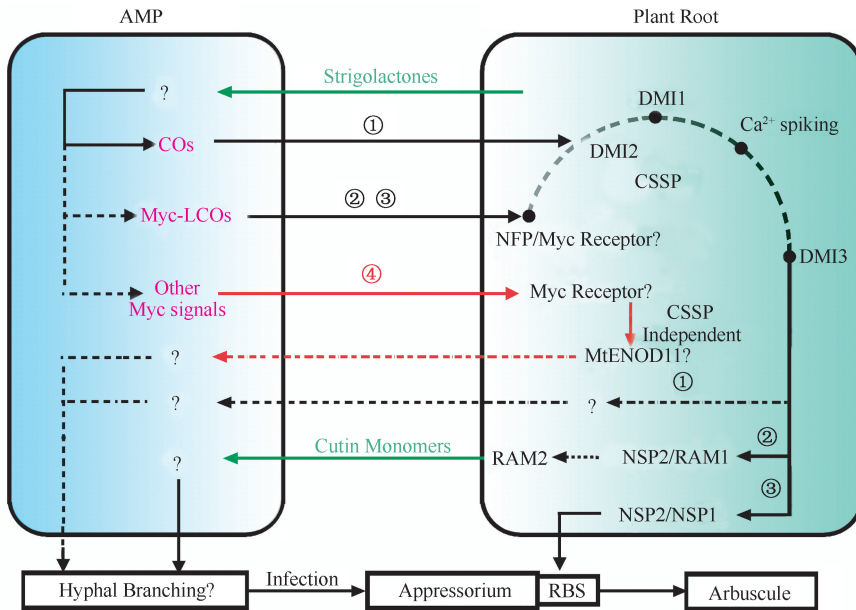 AMP
Plant Root
Strigolactones
?
DMI1
Ca²⁺ spiking
①
COs
DMI2
CSSP
② ③
Myc-LCOs
NFP/Myc Receptor?
DMI3
④
Other
Myc signals
Myc Receptor?
CSSP
Independent
?
MtENOD11?
①
?
?
②
Cutin Monomers
?
RAM2
NSP2/RAM1
③
NSP2/NSP1
Hyphal Branching?
Infection
Appressorium
RBS
Arbuscule